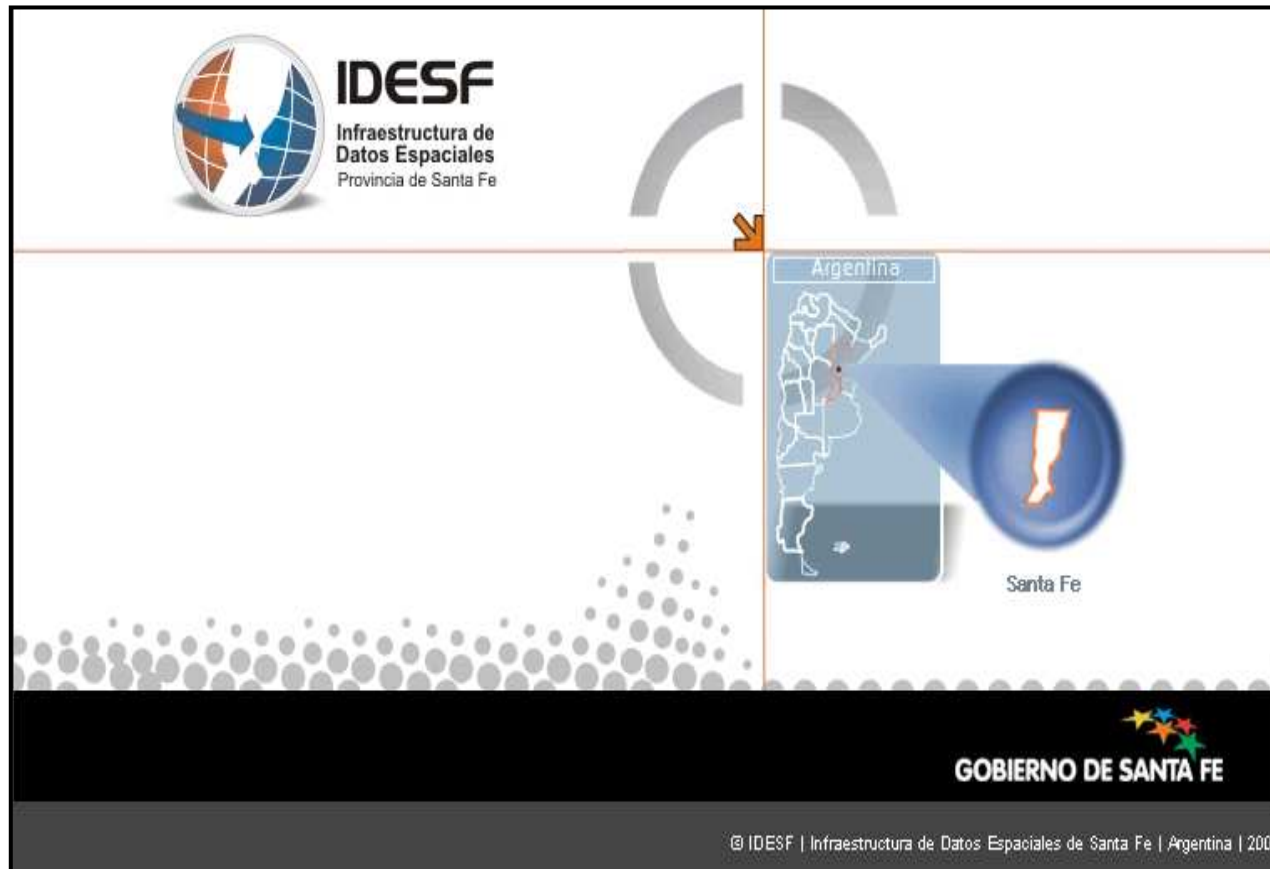 IDESF
Infraestructura de
Datos Espaciales
Provincia de Santa Fe
Argentina
Santa Fe
GOBIERNO DE SANTA FE
© IDESF | Infraestructura de Datos Espaciales de Santa Fe | Argentina |